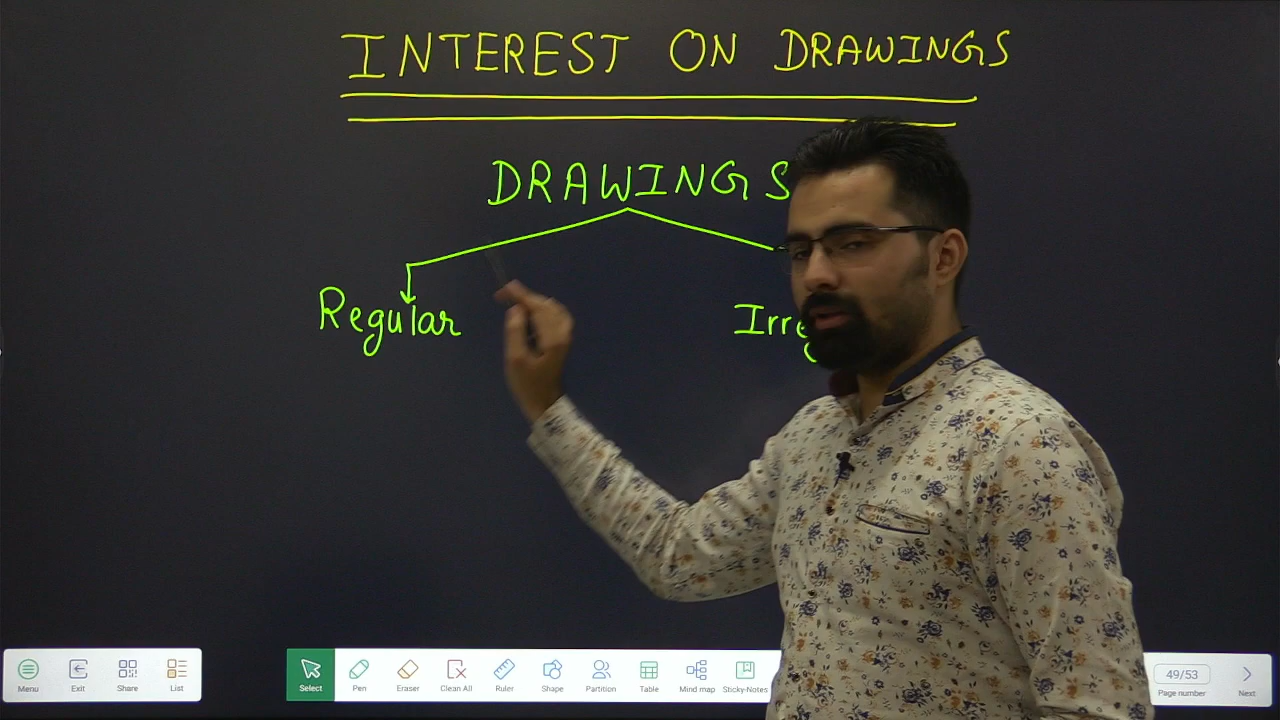 INTEREST ON DRAWINGS
DRAWINGS
Regular
Menu Exit Share List Select Pen Eraser Clean All Ruler Shape Partition Table Mind map Sticky-Notes 49/53 Page number Next